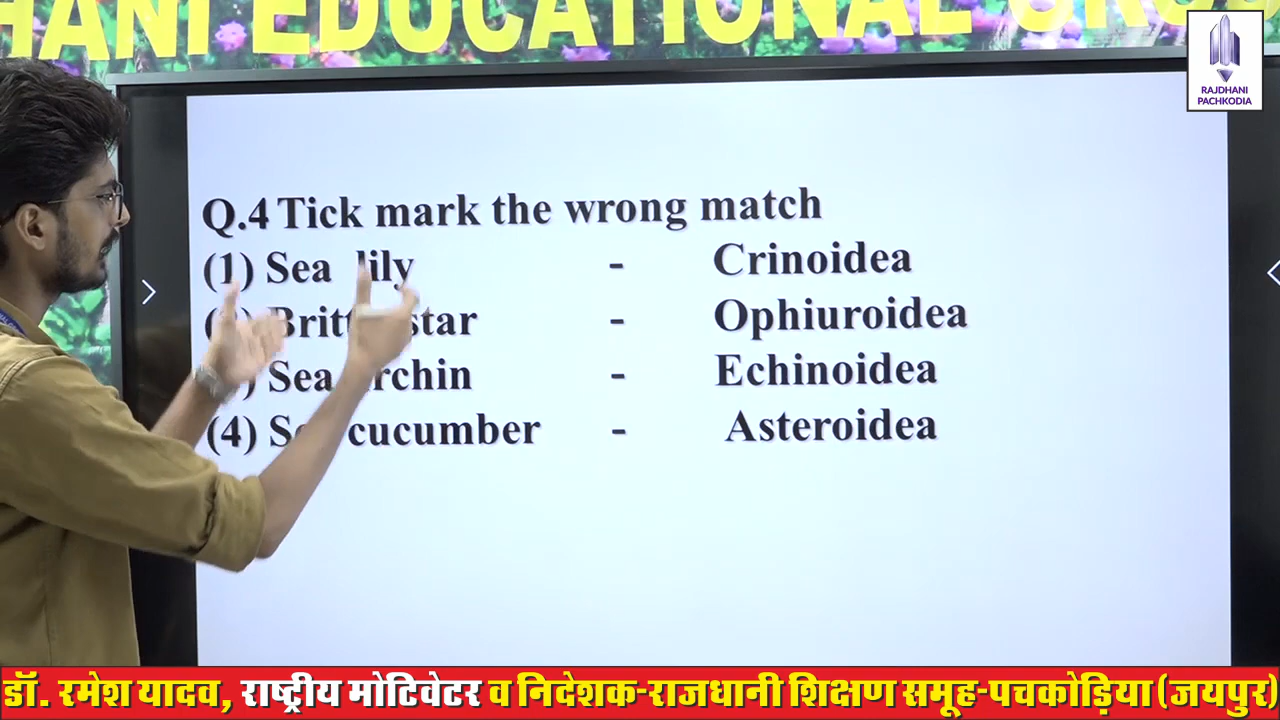 HANI EDUCATIONAL GRO
RAJDHANI
PACHKODIA
Q.4 Tick mark the wrong match
(1) Sea lily - Crinoidea
star - Ophiuroidea
Sea - Echinoidea
(4) cucumber - Asteroidea
डॉ. रमेश यादव, राष्ट्रीय मोटिवेटर व निदेशक-राजधानी शिक्षण समूह-पचकोड़िया (जयपुर)